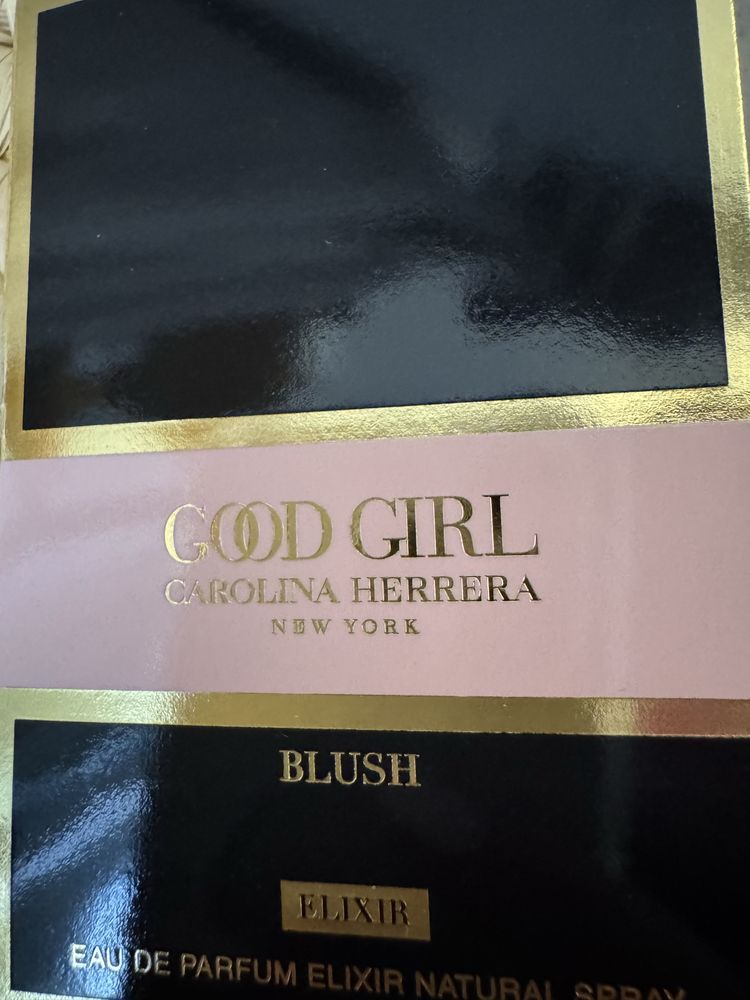 GOOD GIRL
CAROLINA HERRERA
NEW YORK
BLUSH
ELIXIR
EAU DE PARFUM ELIXIR NATURAL SPRAY